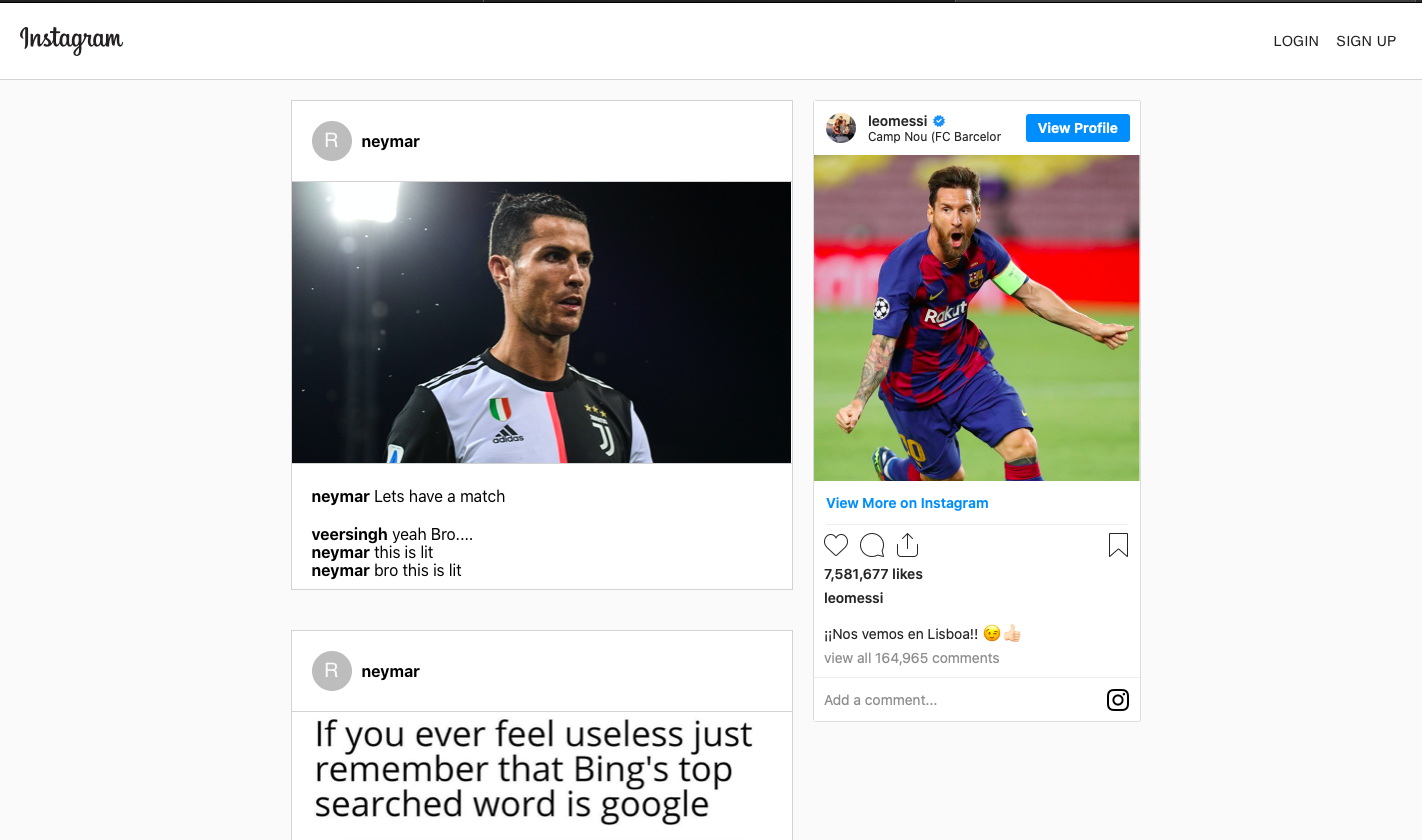 Instagram
LOGIN SIGN UP
R neymar
adidas
neymar Lets have a match
veersingh yeah Bro....
neymar this is lit
neymar bro this is lit
R neymar
If you ever feel useless just
remember that Bing's top
searched word is google
leomessi
Camp Nou (FC Barcelor
View Profile
Rakut
View More on Instagram
7,581,677 likes
leomessi
¡¡Nos vemos en Lisboa!! 😉👍🏻
view all 164,965 comments
Add a comment...